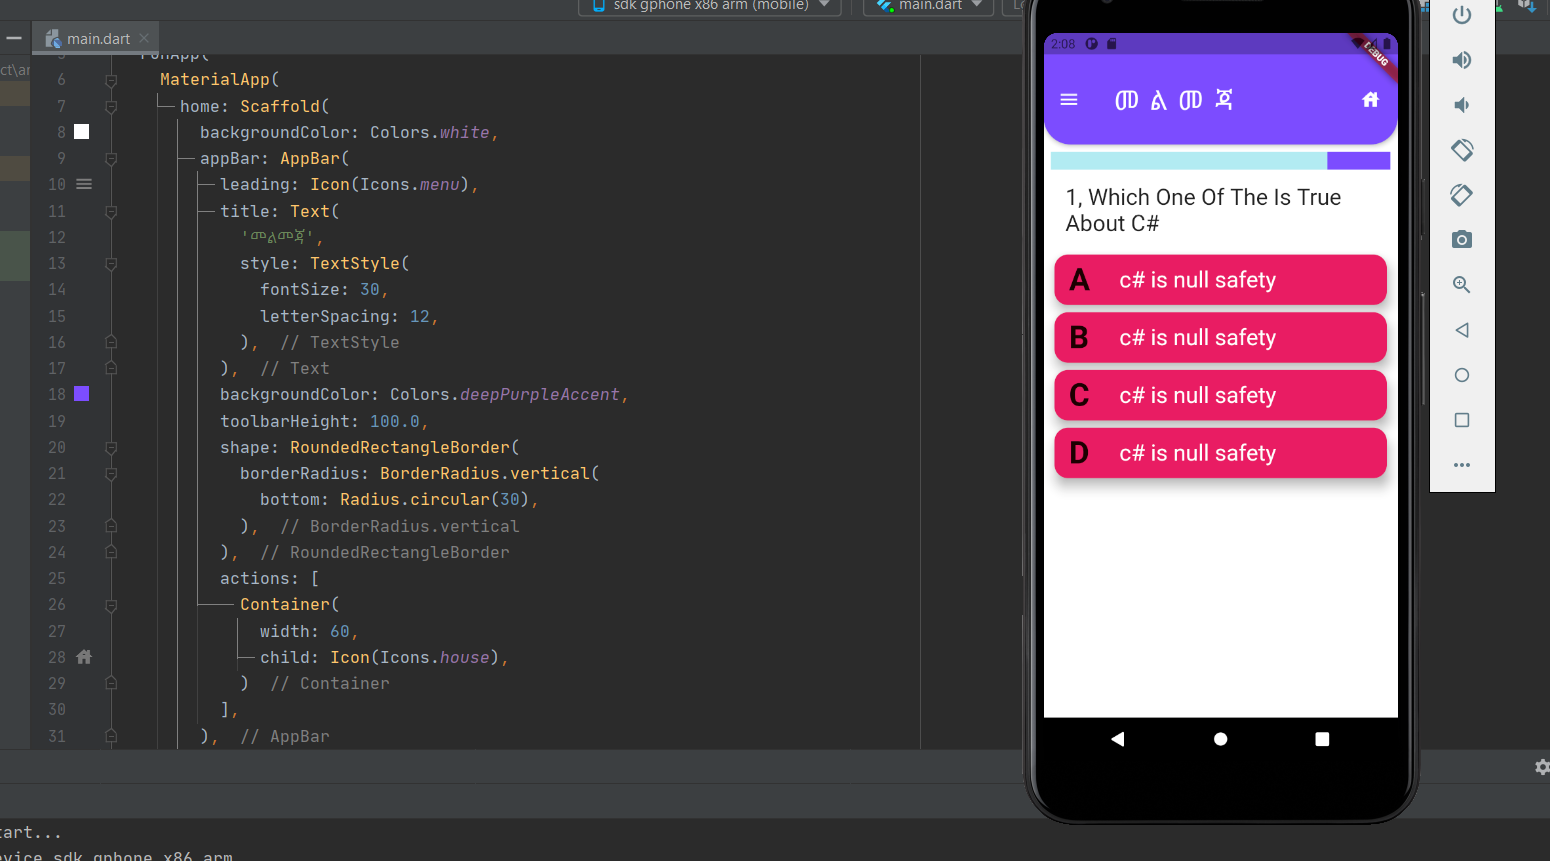 sdk gphone x86 arm (mobile)
main.dart
main.dart
runApp(
6 MaterialApp(
7 home: Scaffold(
8 backgroundColor: Colors.white,
9 appBar: AppBar(
10 leading: Icon(Icons.menu),
11 title: Text(
12 'መልመጃ',
13 style: TextStyle(
14 fontSize: 30,
15 letterSpacing: 12,
16 ), // TextStyle
17 ), // Text
18 backgroundColor: Colors.deepPurpleAccent,
19 toolbarHeight: 100.0,
20 shape: RoundedRectangleBorder(
21 borderRadius: BorderRadius.vertical(
22 bottom: Radius.circular(30),
23 ), // BorderRadius.vertical
24 ), // RoundedRectangleBorder
25 actions: [
26 Container(
27 width: 60,
28 child: Icon(Icons.house),
29 ) // Container
30 ],
31 ), // AppBar
tart...
evice sdk gphone x86 arm
2:08
DEBUG
መልመጃ
1, Which One Of The Is True
About C#
A c# is null safety
B c# is null safety
C c# is null safety
D c# is null safety